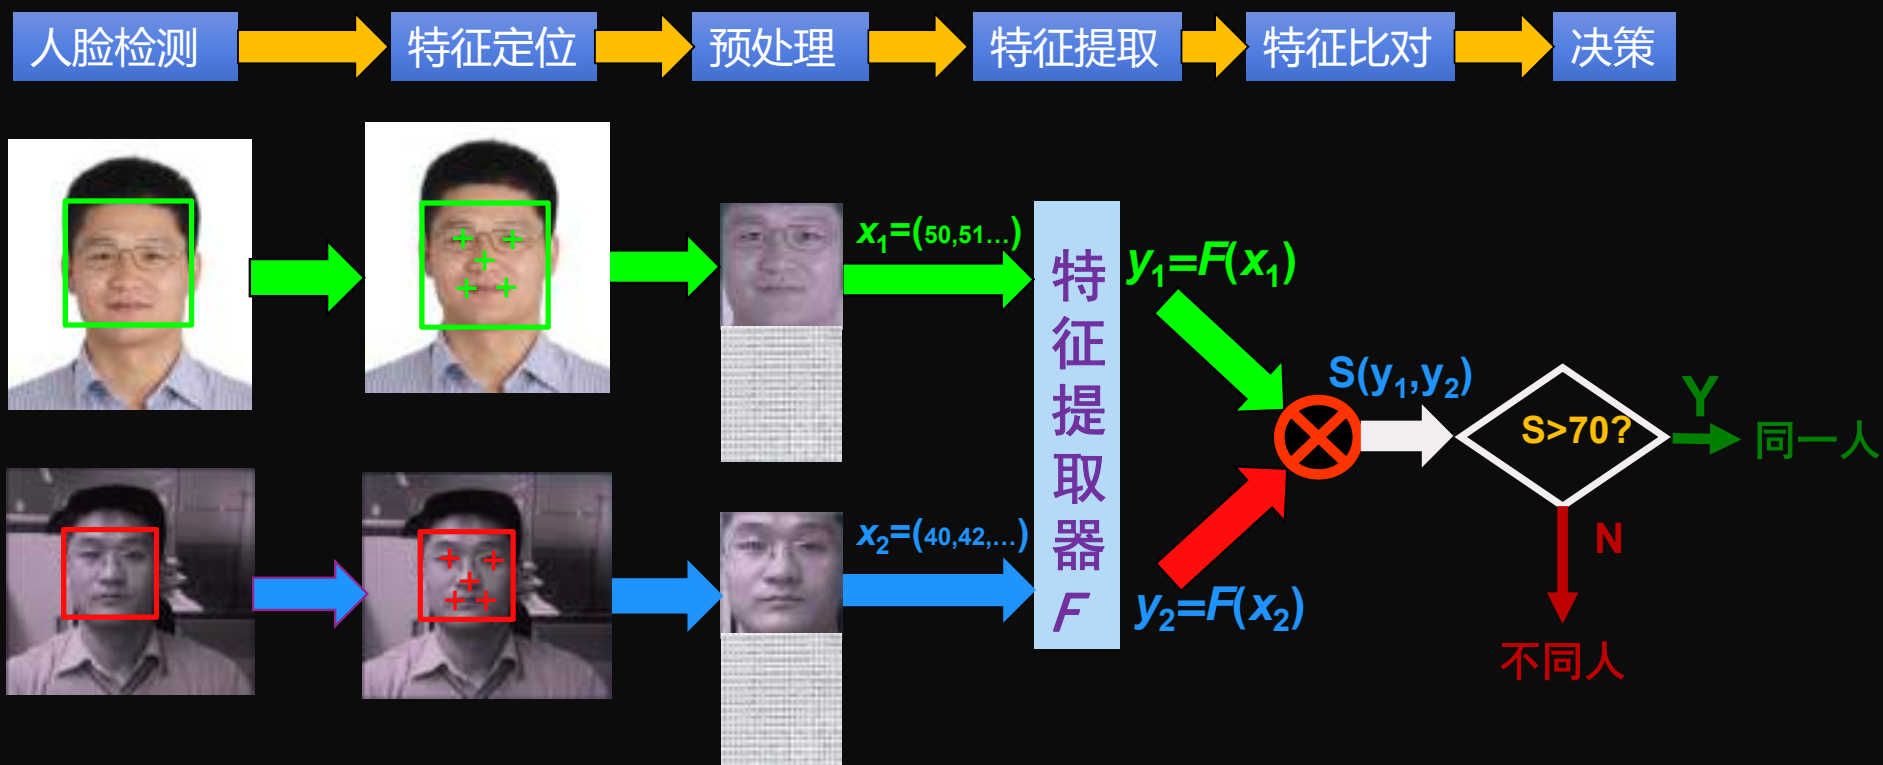 人脸检测
特征定位
预处理
特征提取
特征比对
决策
x₁=(50,51...)
特征提取器F
y₁=F(x₁)
S(y₁,y₂)
S>70?
Y
同一人
x₂=(40,42,...)
y₂=F(x₂)
N
不同人